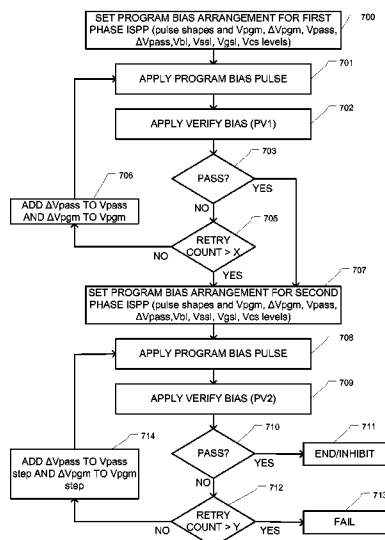 SET PROGRAM BIAS ARRANGEMENT FOR FIRST
PHASE ISPP (pulse shapes and Vpgm, ΔVpgm, Vpass,
ΔVpass,Vbl, Vssl, Vgsl, Vcs levels)
700
701
APPLY PROGRAM BIAS PULSE
702
APPLY VERIFY BIAS (PV1)
703
PASS?
YES
NO
706
ADD ΔVpass TO Vpass
AND ΔVpgm TO Vpgm
705
RETRY
COUNT > X
NO
YES
707
SET PROGRAM BIAS ARRANGEMENT FOR SECOND
PHASE ISPP (pulse shapes and Vpgm, ΔVpgm, Vpass,
ΔVpass,Vbl, Vssl, Vgsl, Vcs levels)
708
APPLY PROGRAM BIAS PULSE
709
APPLY VERIFY BIAS (PV2)
710
PASS?
YES
NO
711
END/INHIBIT
714
ADD ΔVpass TO Vpass
step AND ΔVpgm TO Vpgm
step
712
RETRY
COUNT > Y
NO
YES
713
FAIL